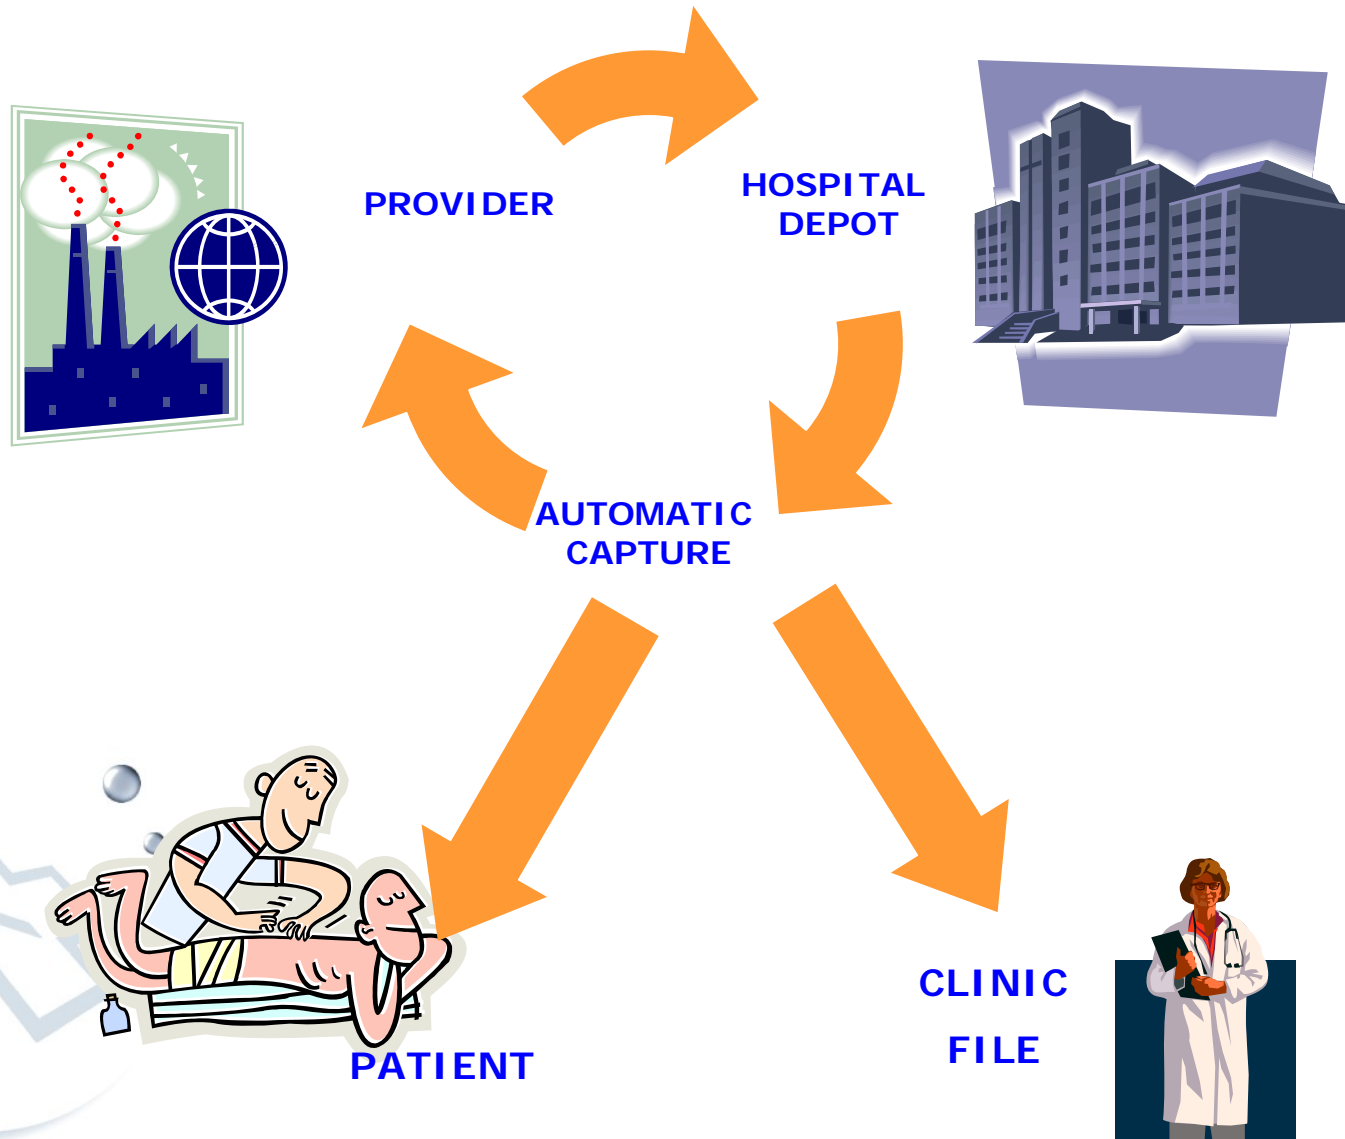 PROVIDER
HOSPITAL
DEPOT
AUTOMATIC
CAPTURE
CLINIC
FILE
PATIENT